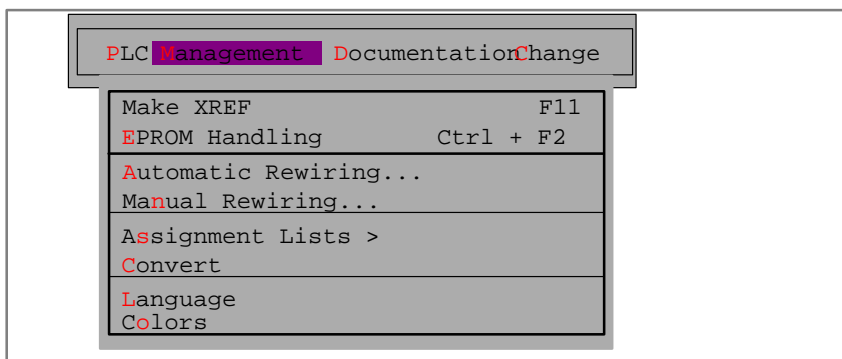 PLC Management Documentation Change
Make XREF F11
EPROM Handling Ctrl + F2
Automatic Rewiring...
Manual Rewiring...
Assignment Lists >
Convert
Language
Colors